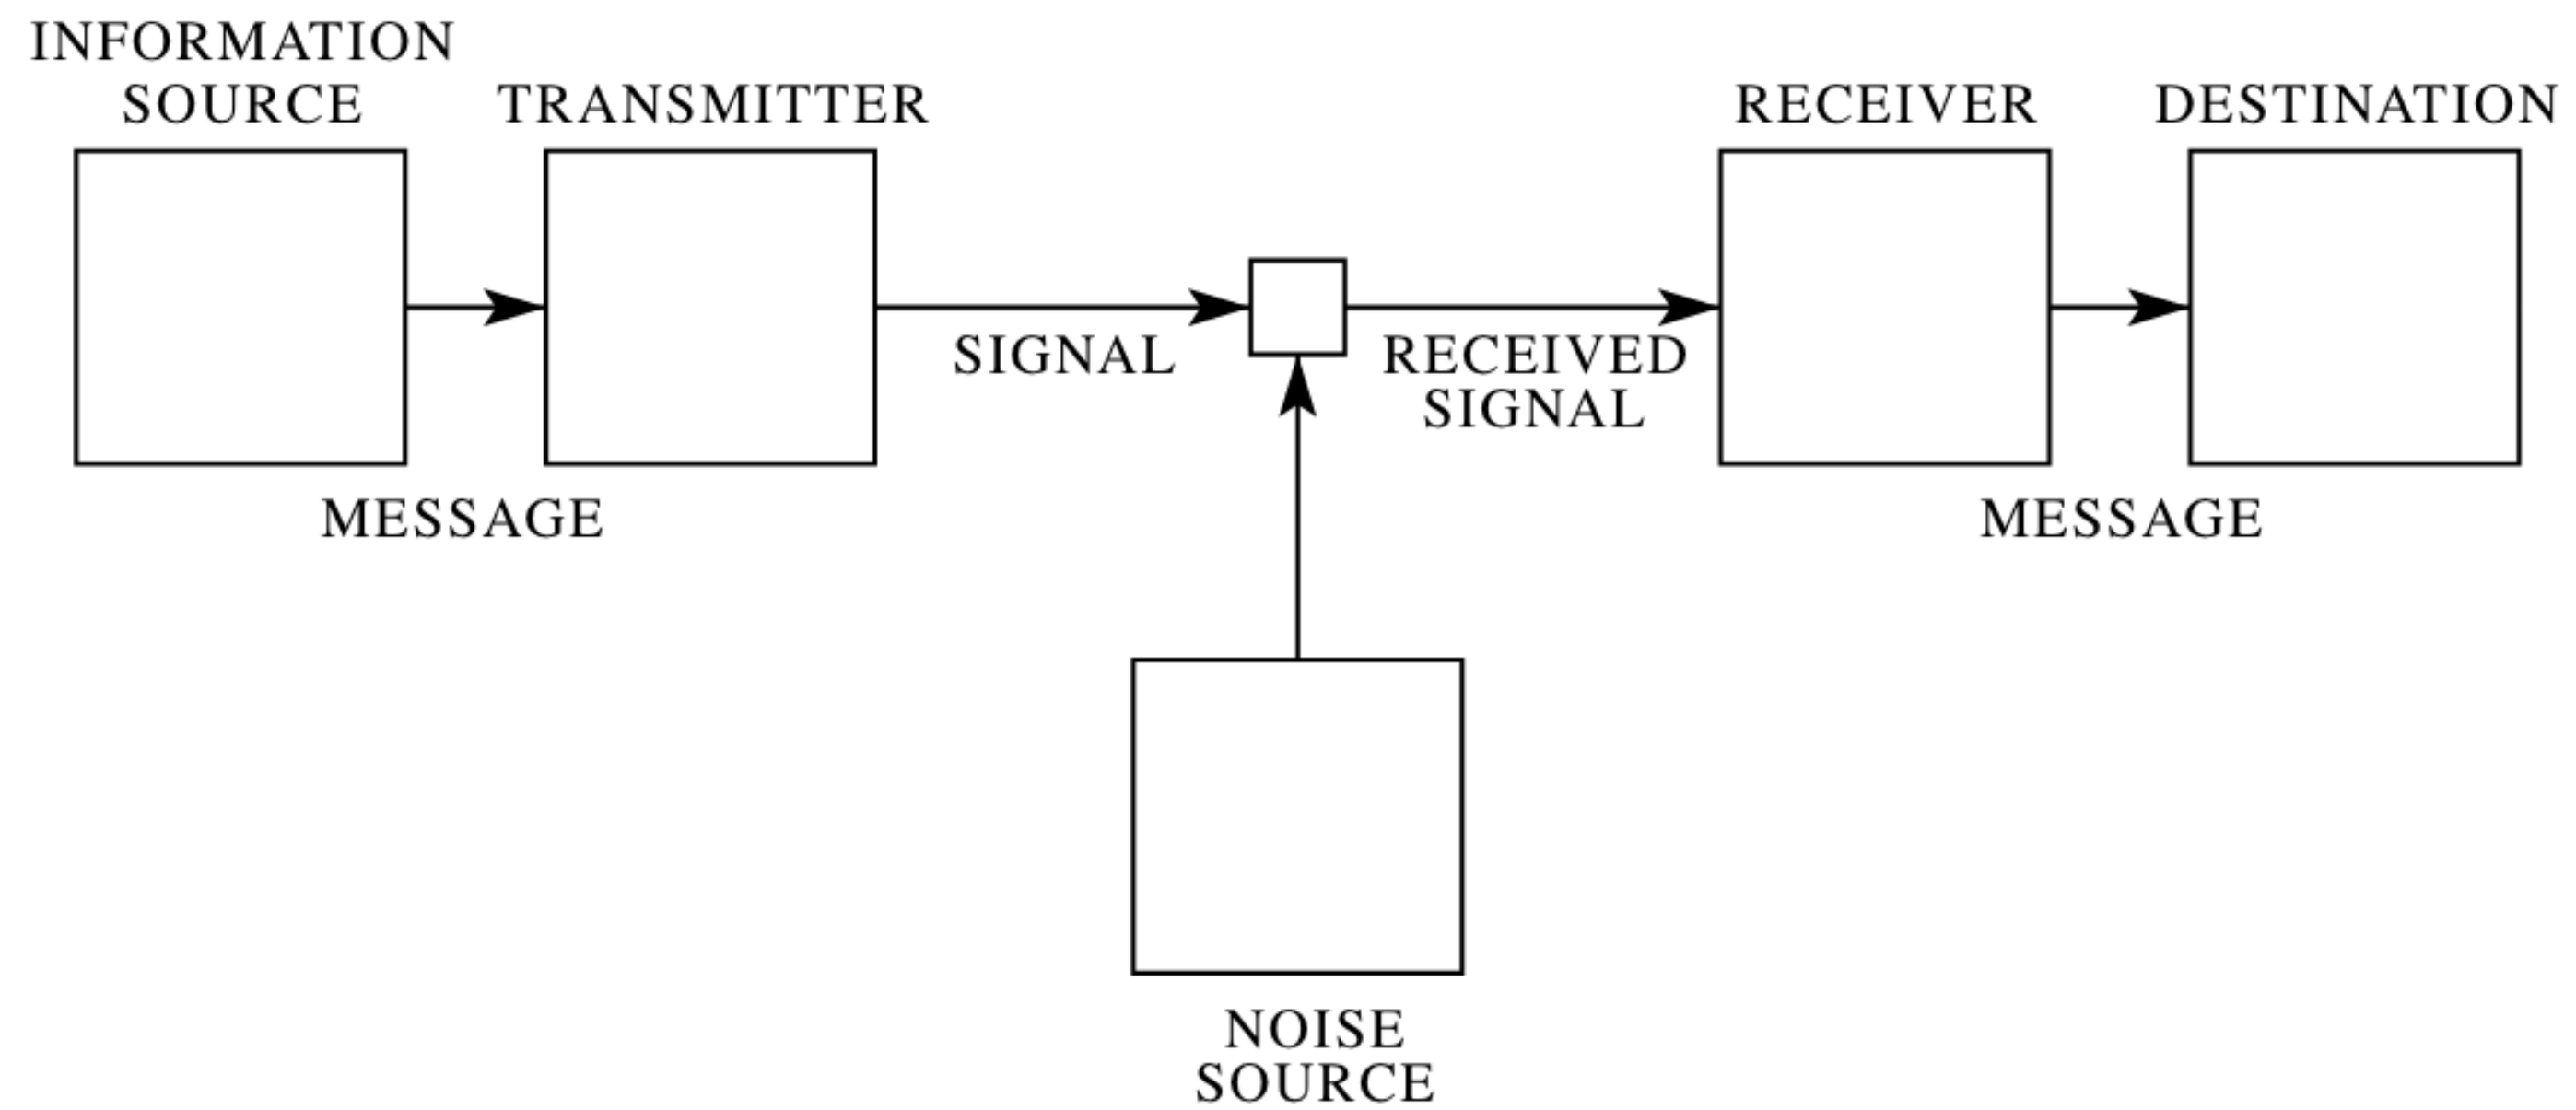 INFORMATION
SOURCE
TRANSMITTER
RECEIVER
DESTINATION
SIGNAL
RECEIVED
SIGNAL
MESSAGE
MESSAGE
NOISE
SOURCE